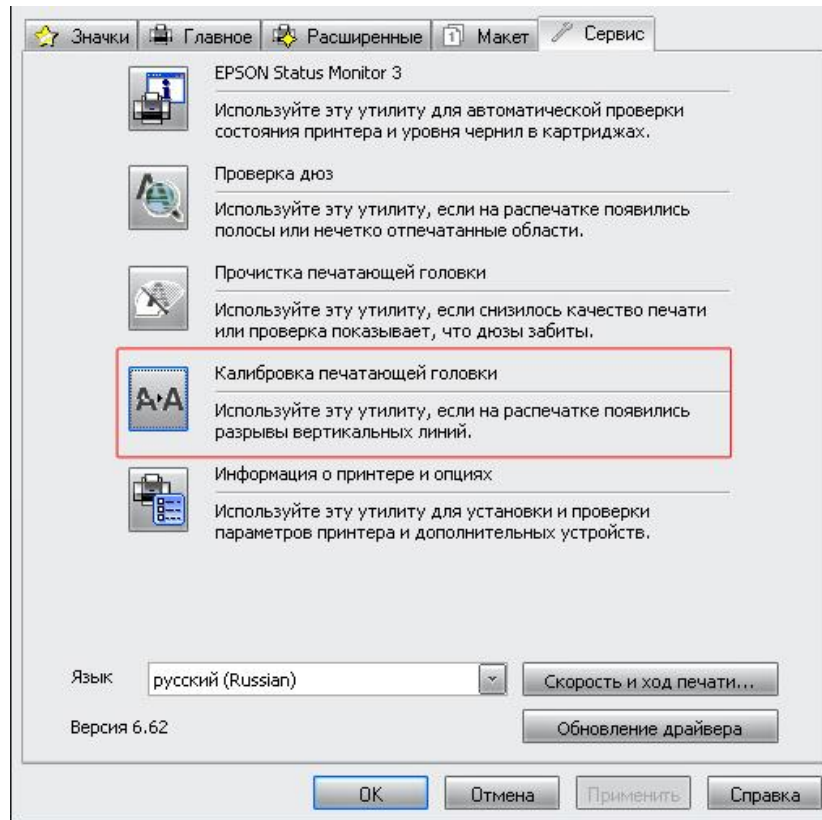 Значки Главное Расширенные 1 Макет Сервис
EPSON Status Monitor 3
Используйте эту утилиту для автоматической проверки
состояния принтера и уровня чернил в картриджах.
Проверка дюз
Используйте эту утилиту, если на распечатке появились
полосы или нечетко отпечатанные области.
Прочистка печатающей головки
Используйте эту утилиту, если снизилось качество печати
или проверка показывает, что дюзы забиты.
Калибровка печатающей головки
A A
Используйте эту утилиту, если на распечатке появились
разрывы вертикальных линий.
Информация о принтере и опциях
Используйте эту утилиту для установки и проверки
параметров принтера и дополнительных устройств.
Язык русский (Russian) Скорость и ход печати...
Версия 6.62 Обновление драйвера
OK Отмена Применить Справка